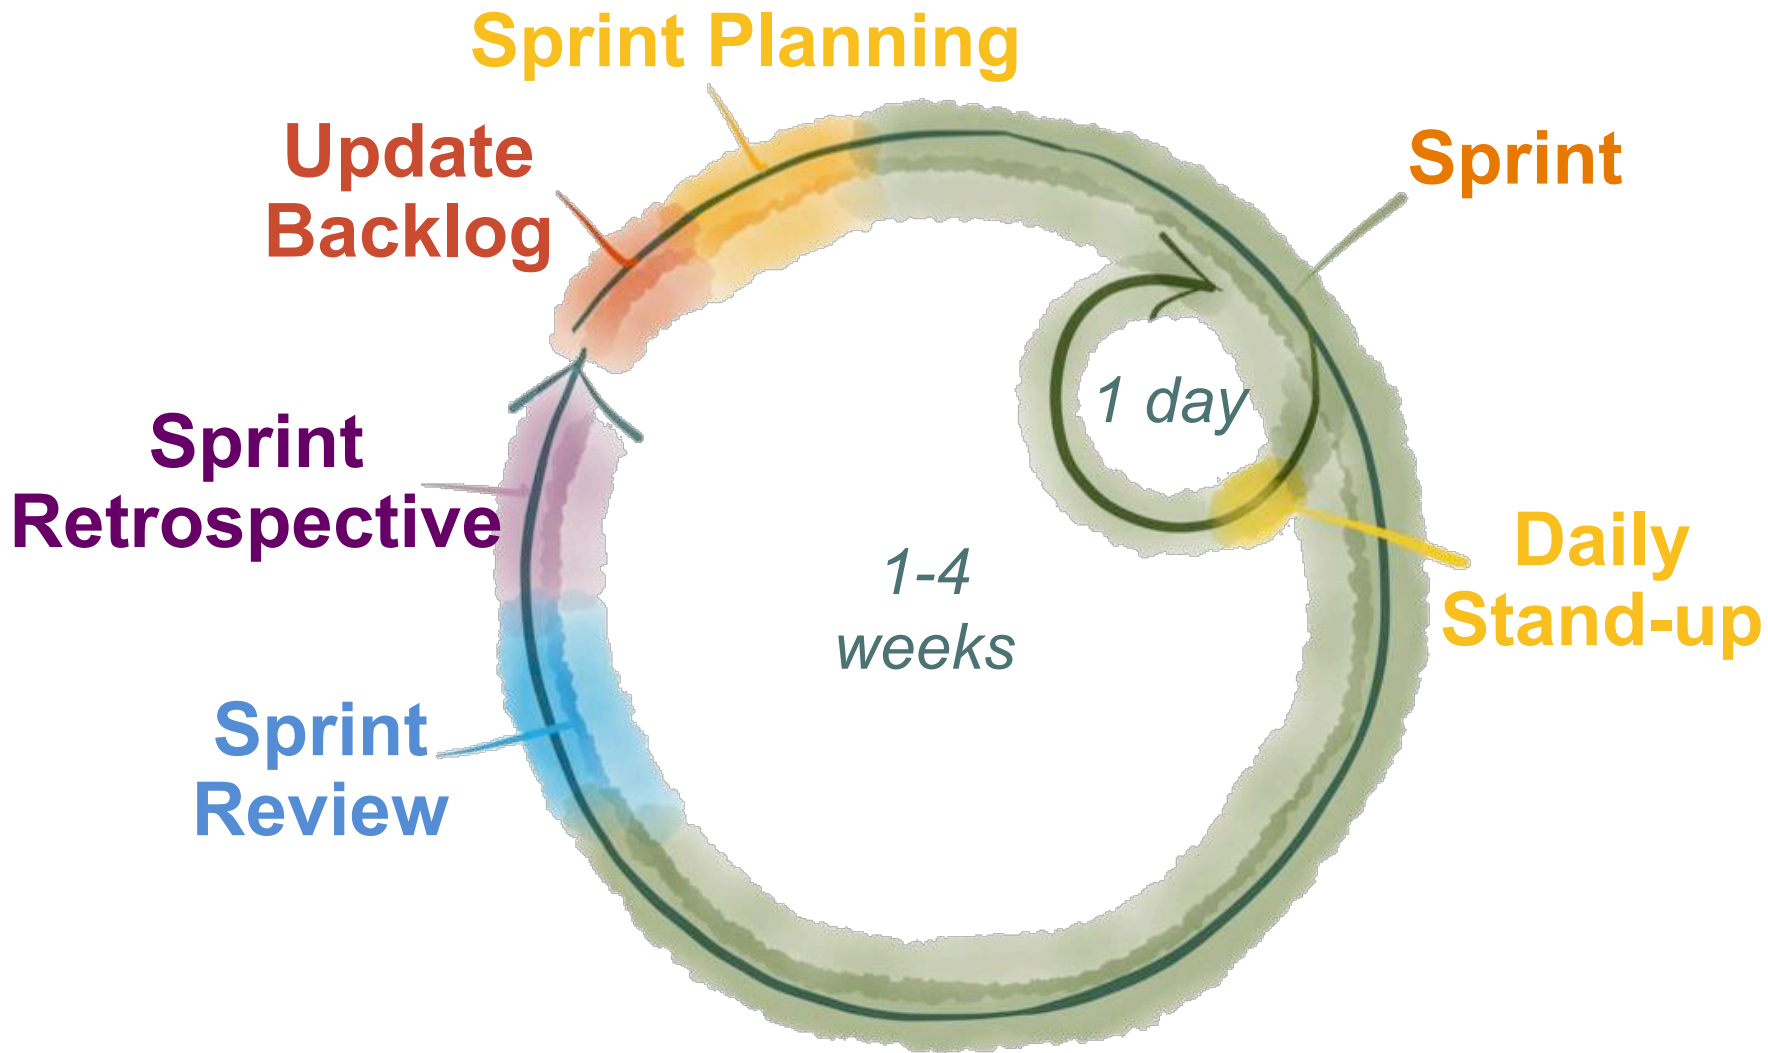 Sprint Planning
Update
Backlog
Sprint
1 day
Sprint
Retrospective
Daily
Stand-up
1-4
weeks
Sprint
Review